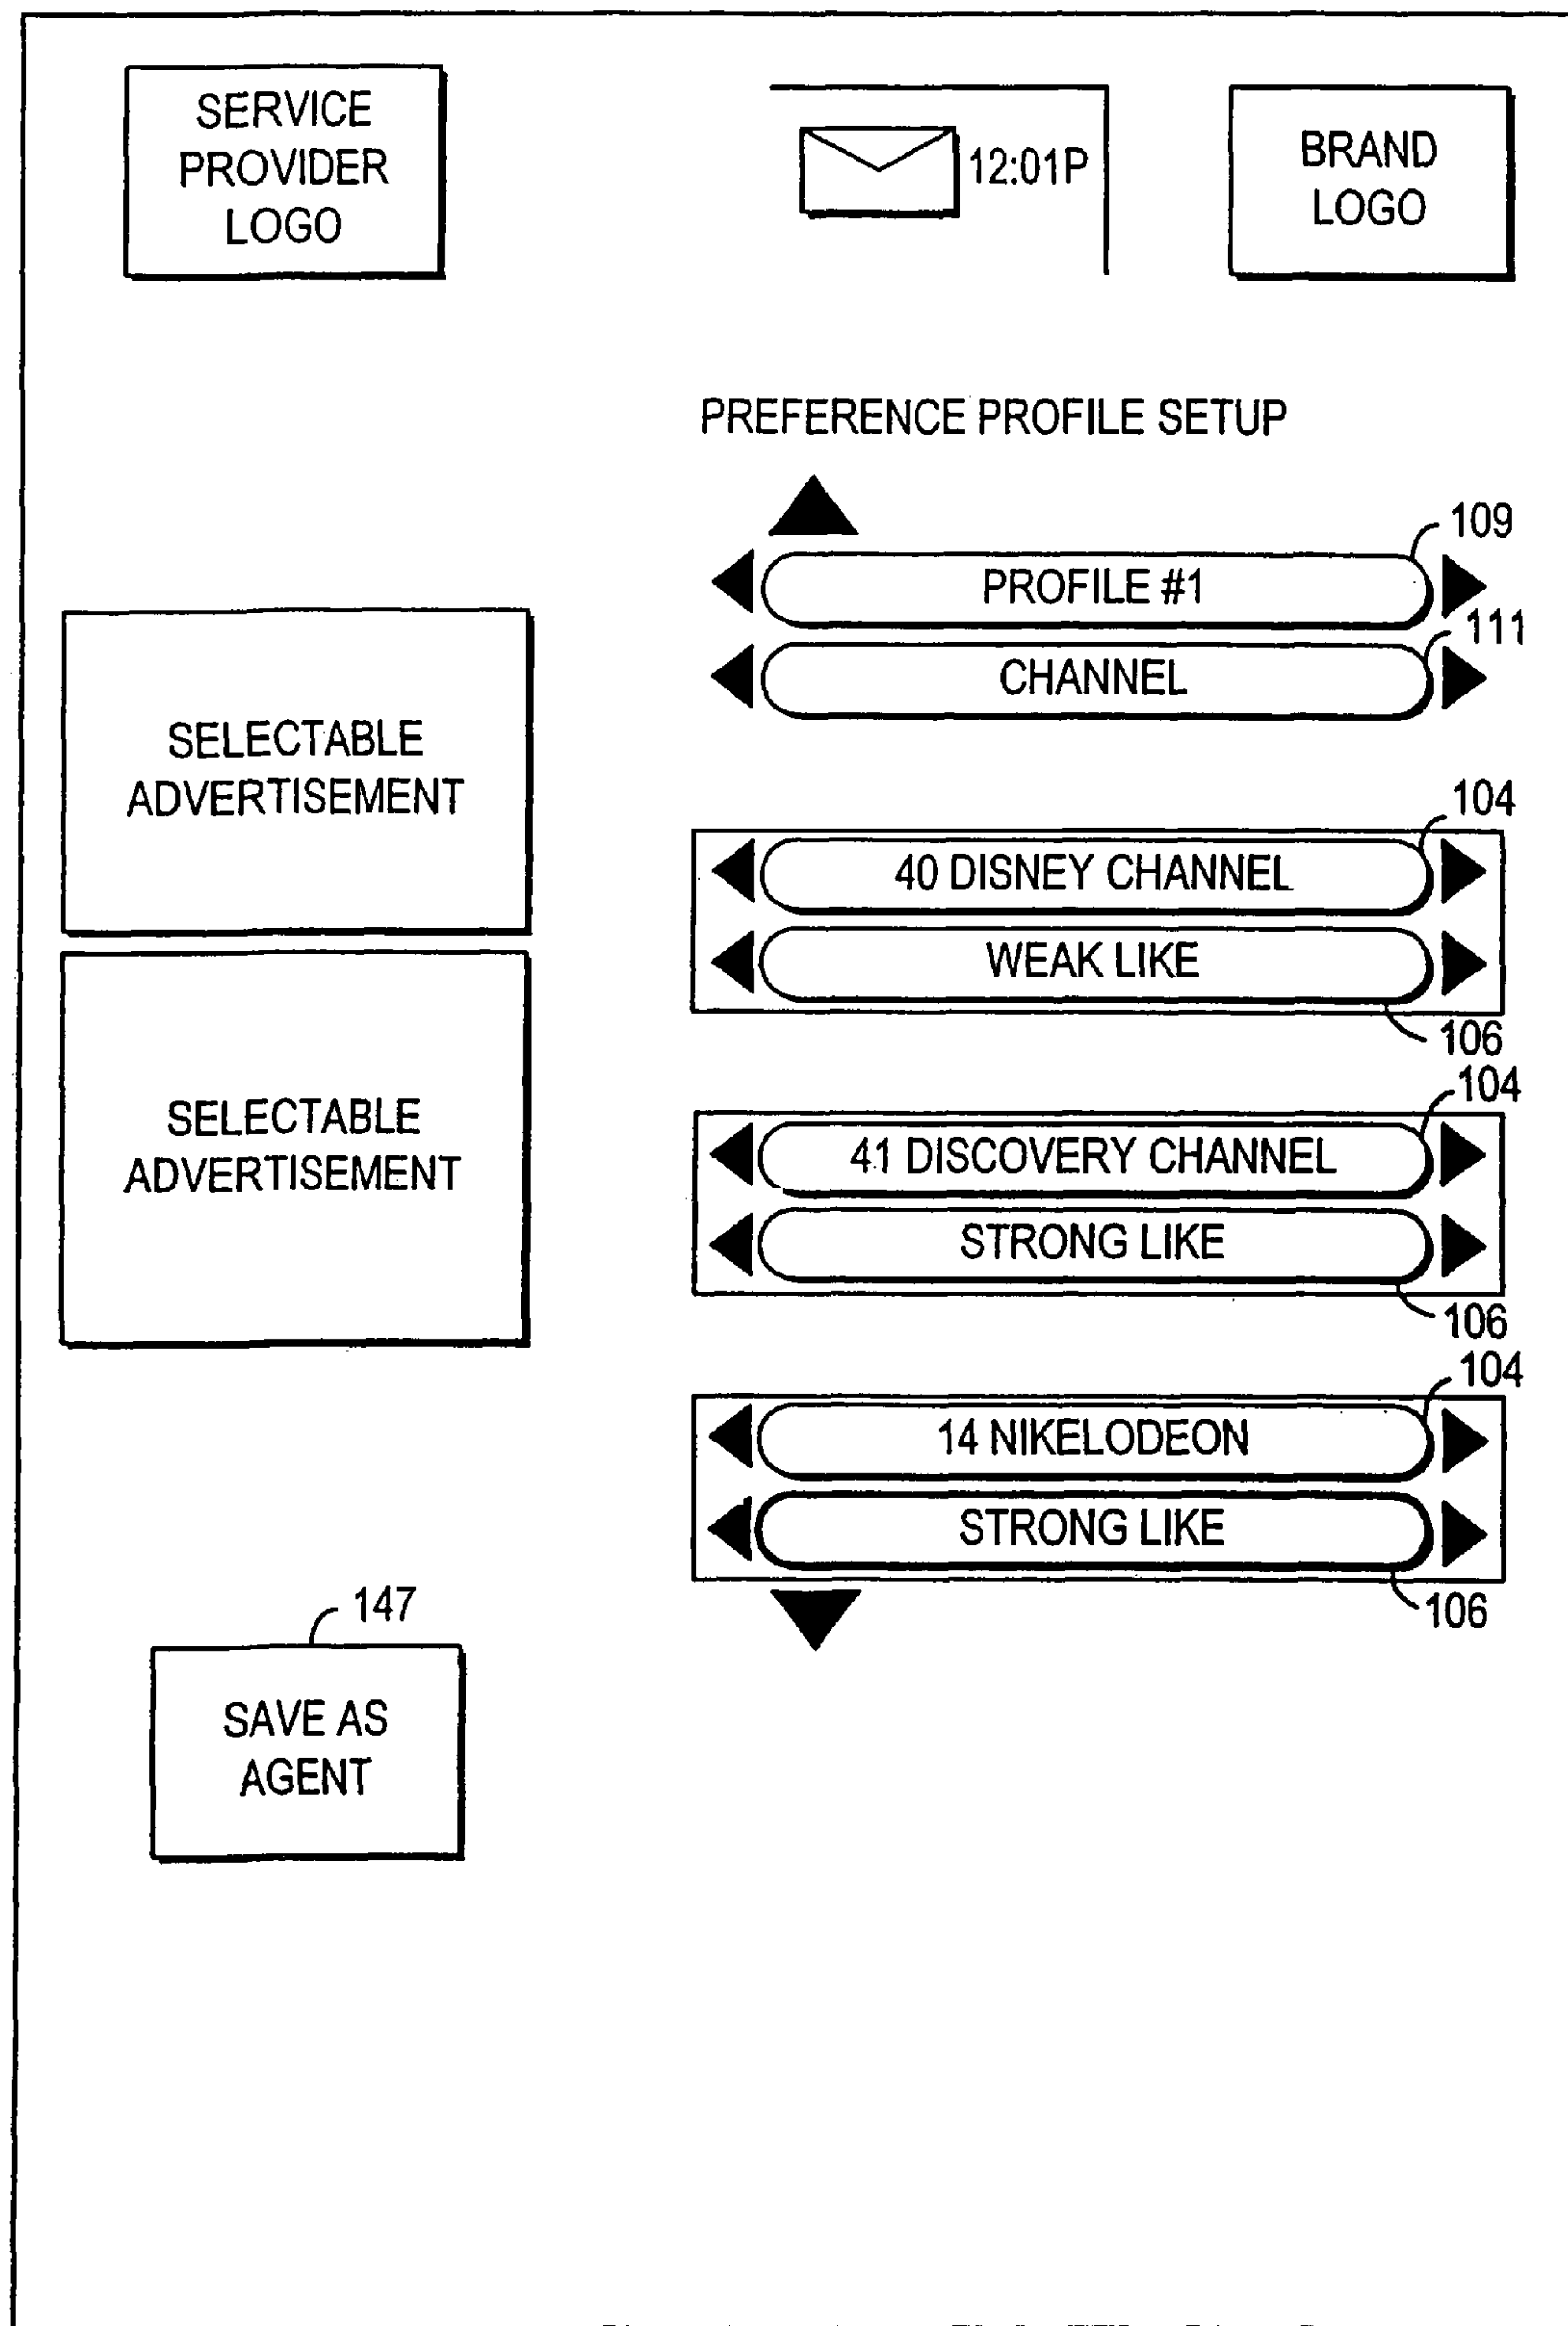 SERVICE
PROVIDER
LOGO
12:01P
BRAND
LOGO
PREFERENCE PROFILE SETUP
109
PROFILE #1
111
CHANNEL
SELECTABLE
ADVERTISEMENT
104
40 DISNEY CHANNEL
WEAK LIKE
106
SELECTABLE
ADVERTISEMENT
104
41 DISCOVERY CHANNEL
STRONG LIKE
106
104
14 NIKELODEON
STRONG LIKE
106
147
SAVE AS
AGENT